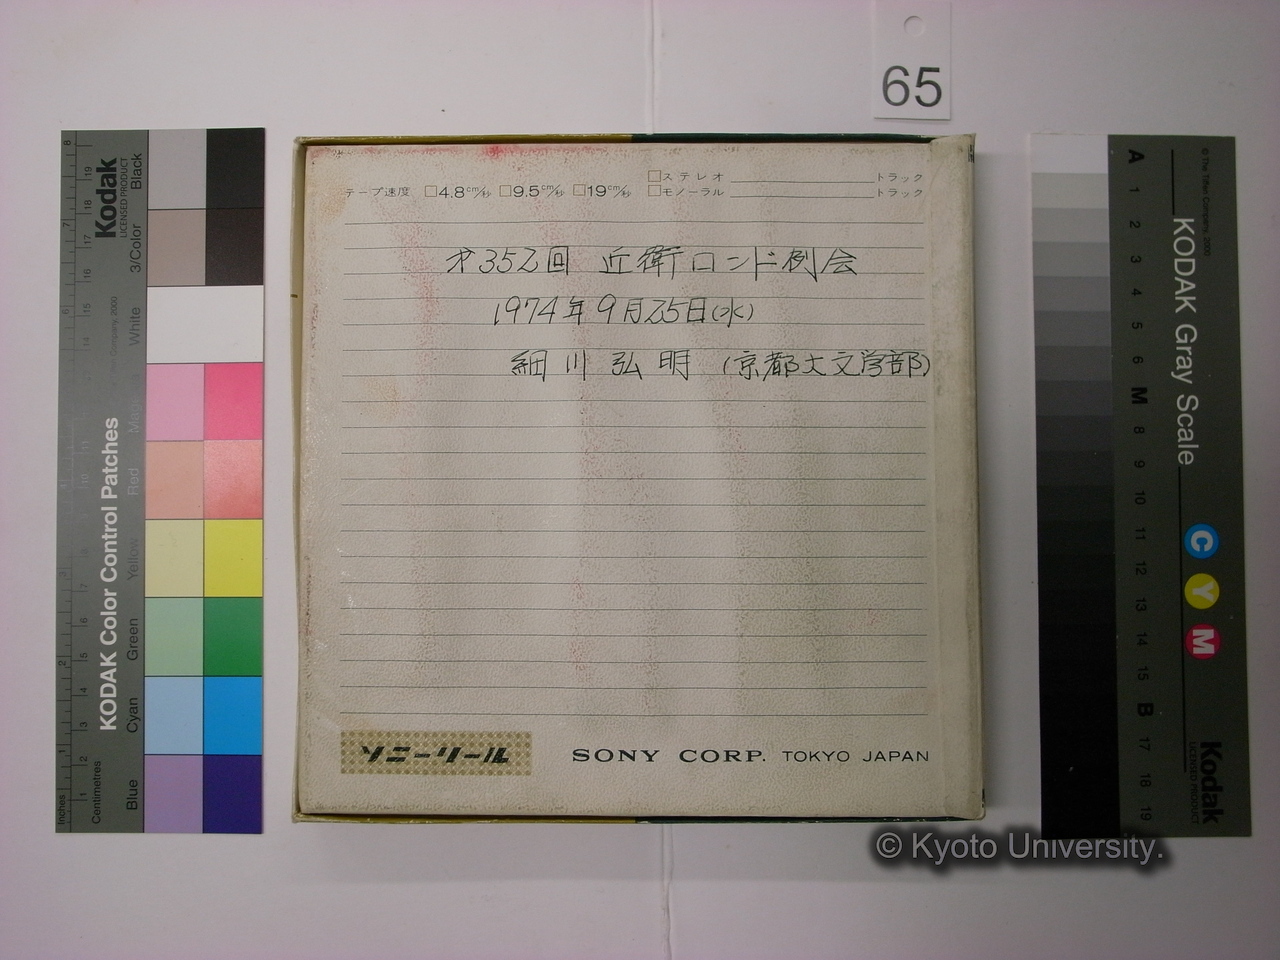 65
テープ速度 □4.8cm/秒 □9.5cm/秒 □19cm/秒
□ステレオ トラック
□モノーラル トラック
才352回 近衛ロンド例会
1974年9月25日(水)
細川弘明 (京都大文学部)
ソニーリール
SONY CORP. TOKYO JAPAN
© Kyoto University.
Kodak
LICENSED PRODUCT
KODAK Color Control Patches
Black
3/Color
White
Red
Yellow
Green
Cyan
Blue
Inches
Centimetres
KODAK Gray Scale
A 1 2 3 4 5 6 M 8 9 10 11 12 13 14 15 B 17 18 19
C Y M
Kodak
LICENSED PRODUCT